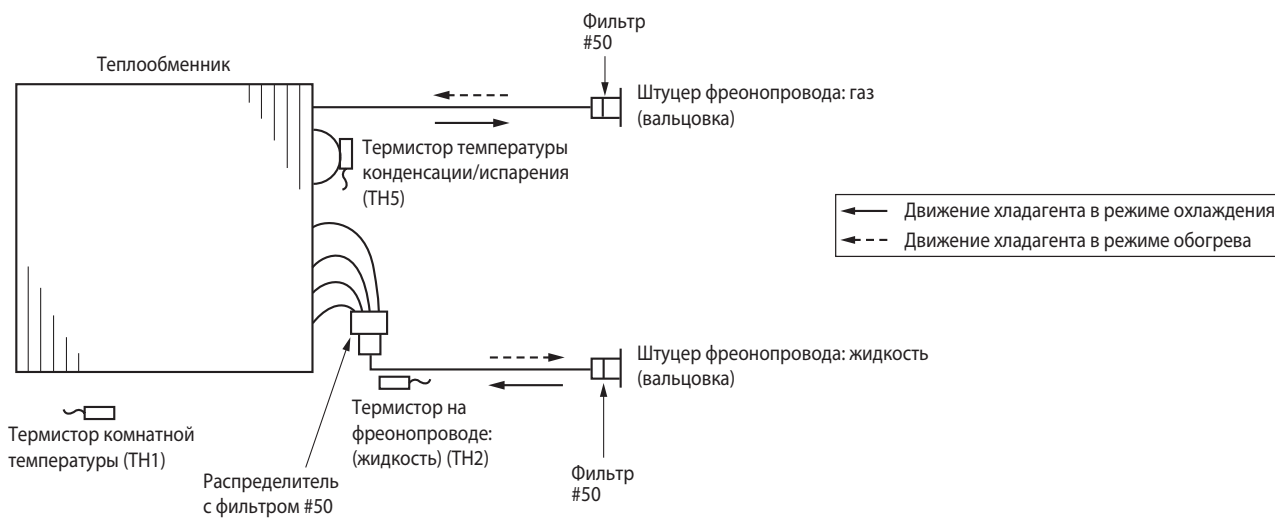 Фильтр
#50
Теплообменник
Штуцер фреонопровода: газ
(вальцовка)
Термистор температуры
конденсации/испарения
(TH5)
Движение хладагента в режиме охлаждения
Движение хладагента в режиме обогрева
Штуцер фреонопровода: жидкость
(вальцовка)
Термистор на
фреонопроводе:
(жидкость) (TH2)
Термистор комнатной
температуры (TH1)
Распределитель
с фильтром #50
Фильтр
#50